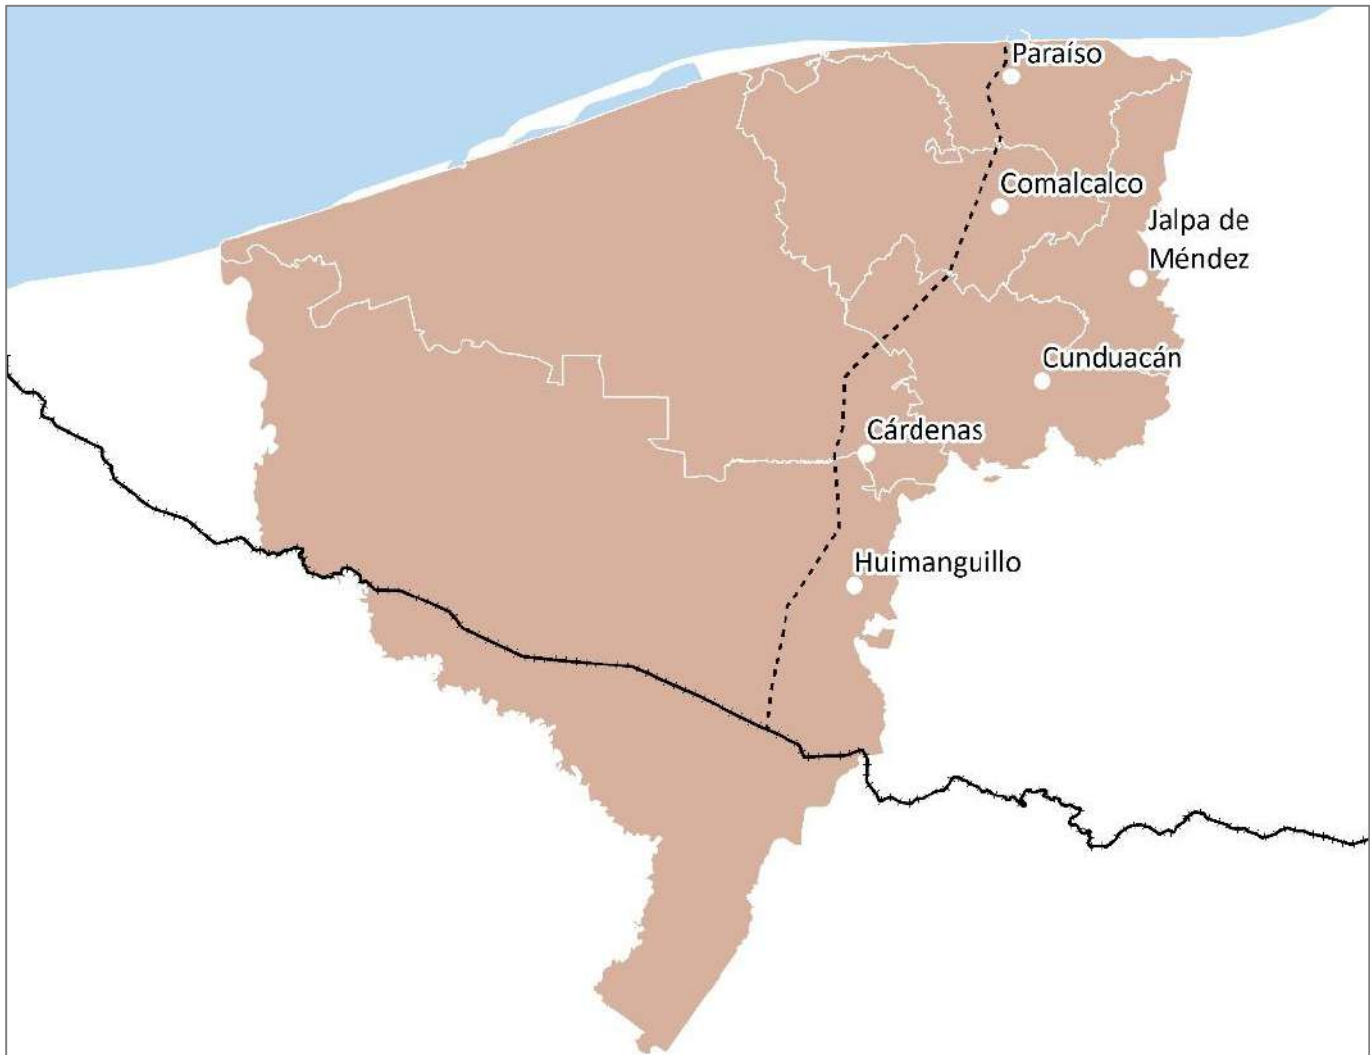 Paraíso
Comalcalco
Jalpa de
Méndez
Cunduacán
Cárdenas
Huimanguillo